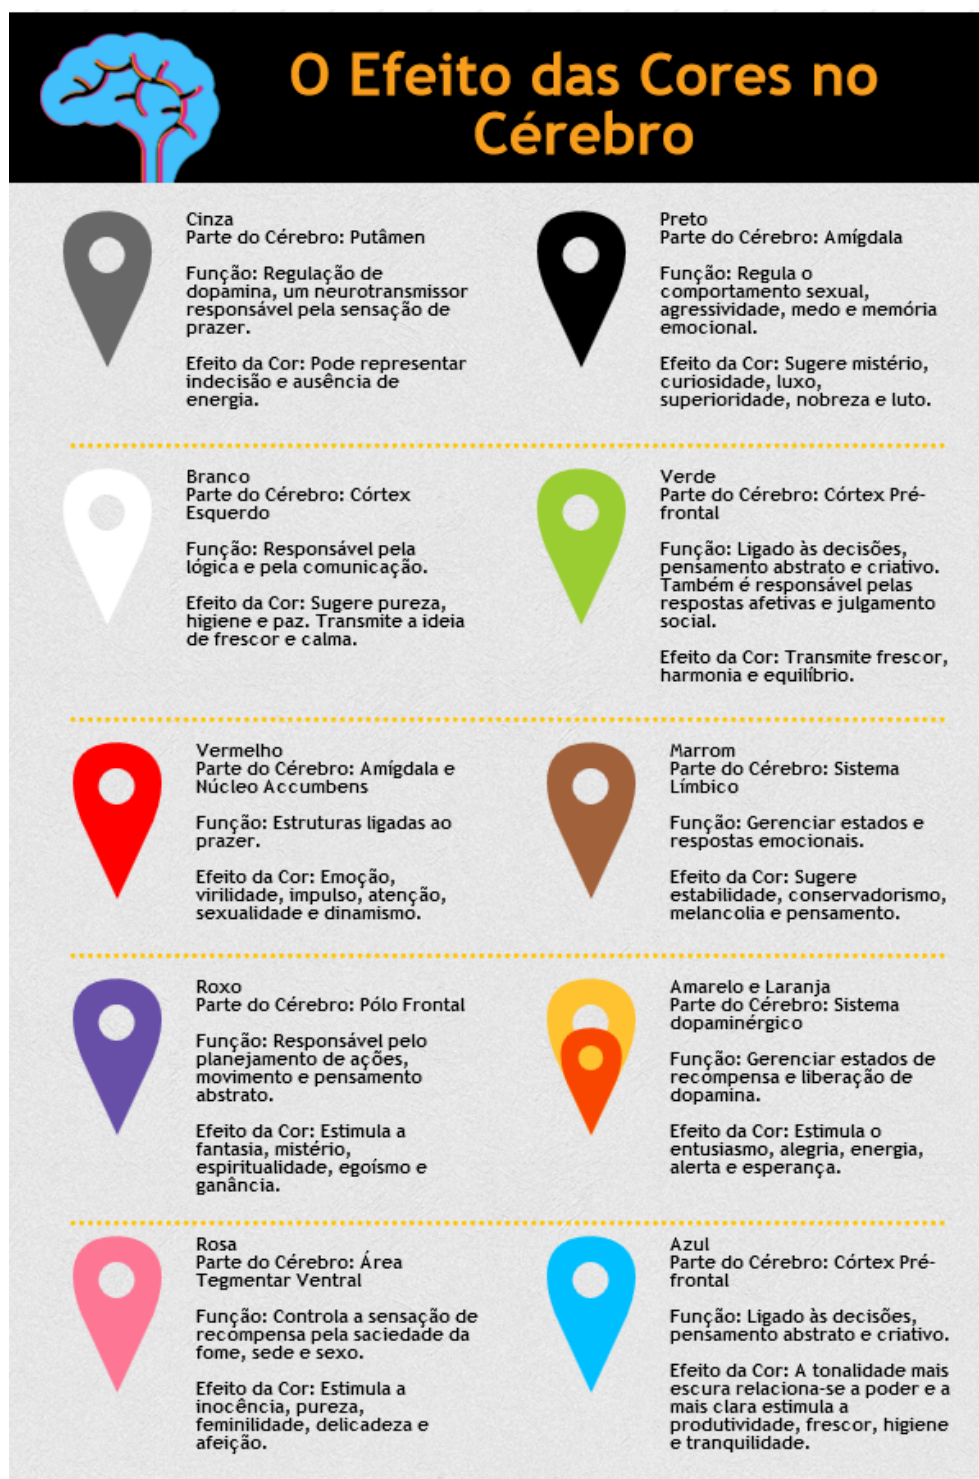 O Efeito das Cores no
Cérebro
Cinza
Parte do Cérebro: Putâmen
Função: Regulação de
dopamina, um neurotransmissor
responsável pela sensação de
prazer.
Efeito da Cor: Pode representar
indecisão e ausência de
energia.
Preto
Parte do Cérebro: Amígdala
Função: Regula o
comportamento sexual,
agressividade, medo e memória
emocional.
Efeito da Cor: Sugere mistério,
curiosidade, luxo,
superioridade, nobreza e luto.
Branco
Parte do Cérebro: Córtex
Esquerdo
Função: Responsável pela
lógica e pela comunicação.
Efeito da Cor: Sugere pureza,
higiene e paz. Transmite a ideia
de frescor e calma.
Verde
Parte do Cérebro: Córtex Pré-
frontal
Função: Ligado às decisões,
pensamento abstrato e criativo.
Também é responsável pelas
respostas afetivas e julgamento
social.
Efeito da Cor: Transmite frescor,
harmonia e equilíbrio.
Vermelho
Parte do Cérebro: Amígdala e
Núcleo Accumbens
Função: Estruturas ligadas ao
prazer.
Efeito da Cor: Emoção,
virilidade, impulso, atenção,
sexualidade e dinamismo.
Marrom
Parte do Cérebro: Sistema
Límbico
Função: Gerenciar estados e
respostas emocionais.
Efeito da Cor: Sugere
estabilidade, conservadorismo,
melancolia e pensamento.
Roxo
Parte do Cérebro: Pólo Frontal
Função: Responsável pelo
planejamento de ações,
movimento e pensamento
abstrato.
Efeito da Cor: Estimula a
fantasia, mistério,
espiritualidade, egoísmo e
ganância.
Amarelo e Laranja
Parte do Cérebro: Sistema
dopaminérgico
Função: Gerenciar estados de
recompensa e liberação de
dopamina.
Efeito da Cor: Estimula o
entusiasmo, alegria, energia,
alerta e esperança.
Rosa
Parte do Cérebro: Área
Tegmentar Ventral
Função: Controla a sensação de
recompensa pela saciedade da
fome, sede e sexo.
Efeito da Cor: Estimula a
inocência, pureza,
feminilidade, delicadeza e
afeição.
Azul
Parte do Cérebro: Córtex Pré-
frontal
Função: Ligado às decisões,
pensamento abstrato e criativo.
Efeito da Cor: A tonalidade mais
escura relaciona-se a poder e a
mais clara estimula a
produtividade, frescor, higiene
e tranquilidade.